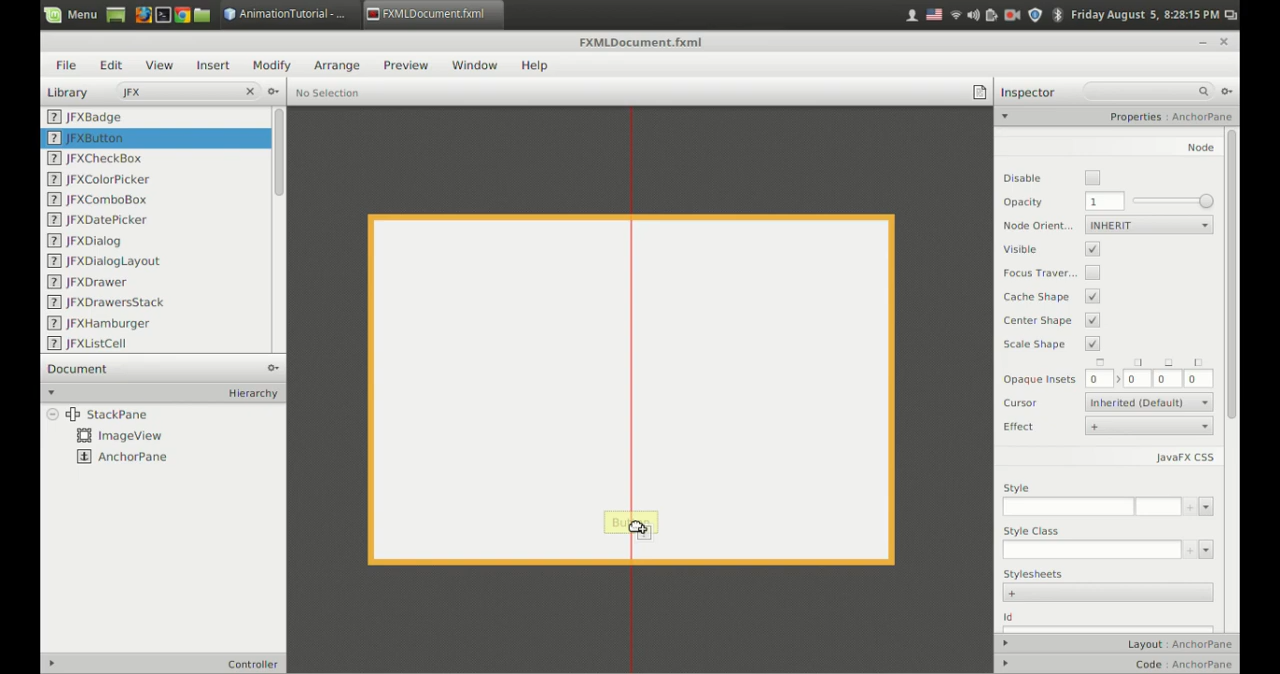 Menu AnimationTutorial - ... FXMLDocument.fxml Friday August 5, 8:28:15 PM
FXMLDocument.fxml
File Edit View Insert Modify Arrange Preview Window Help
Library JFX No Selection Inspector
JFXBadge
JFXButton
JFXCheckBox
JFXColorPicker
JFXComboBox
JFXDatePicker
JFXDialog
JFXDialogLayout
JFXDrawer
JFXDrawersStack
JFXHamburger
JFXListCell
Document
Hierarchy
StackPane
ImageView
AnchorPane
Controller
Button
Properties : AnchorPane
Node
Disable
Opacity 1
Node Orient... INHERIT
Visible
Focus Traver...
Cache Shape
Center Shape
Scale Shape
Opaque Insets 0 0 0 0
Cursor Inherited (Default)
Effect +
JavaFX CSS
Style
+
Style Class
+
Stylesheets
+
Id
Layout : AnchorPane
Code : AnchorPane